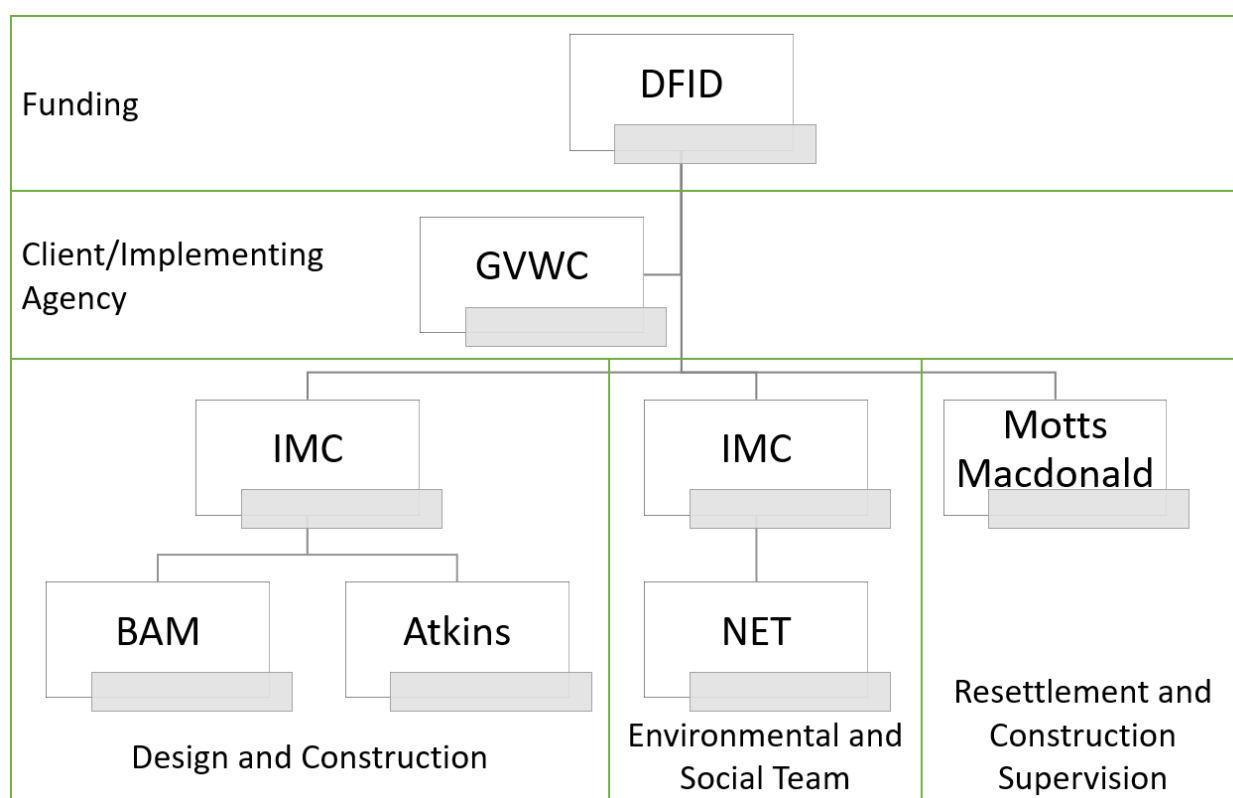 Funding
DFID
Client/Implementing
Agency
GVWC
IMC
IMC
Motts
Macdonald
BAM
Atkins
NET
Design and Construction
Environmental and
Social Team
Resettlement and
Construction
Supervision